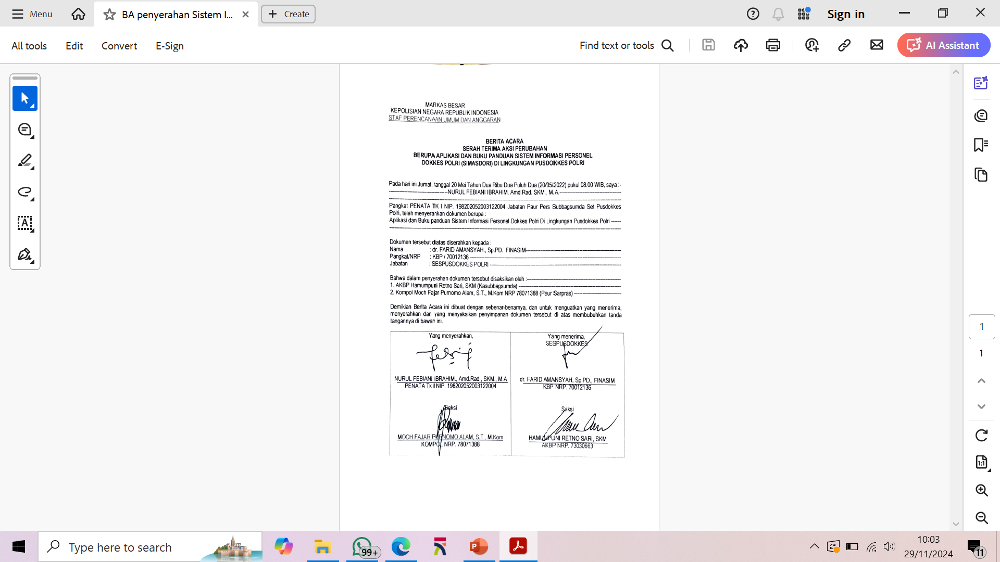 Menu
BA penyerahan Sistem I...
Create
Sign in
All tools
Edit
Convert
E-Sign
Find text or tools
AI Assistant
MARKAS BESAR
KEPOLISIAN NEGARA REPUBLIK INDONESIA
STAF PERENCANAAN UMUM DAN ANGGARAN
BERITA ACARA
SERAH TERIMA AKSI PERUBAHAN
BERUPA APLIKASI DAN BUKU PANDUAN SISTEM INFORMASI PERSONEL
DOKKES POLRI (SIMASDORI) DI LINGKUNGAN PUSDOKKES POLRI
Pada hari ini Jumat, tanggal 20 Mei Tahun Dua Ribu Dua Puluh Dua (20/05/2022) pukul 08.00 WIB, saya :-
NURUL FEBIANI IBRAHIM, Amd.Rad. SKM., M.A.
Pangkat PENATA TK I NIP. 198202052003122004 Jabatan Paur Pers Subbagsumda Set Pusdokkes
Polri, telah menyerahkan dokumen berupa :
Aplikasi dan Buku panduan Sistem Informasi Personel Dokkes Polri Di Lingkungan Pusdokkes Polri
Dokumen tersebut diatas diserahkan kepada :
Nama : dr. FARID AMANSYAH., Sp.PD. FINASIM
Pangkat/NRP : KBP / 70012136
Jabatan : SESPUSDOKKES POLRI
Bahwa dalam penyerahan dokumen tersebut disaksikan oleh :
1. AKBP Hamumpuni Retno Sari, SKM (Kasubbagsumda)
2. Kompol Moch Fajar Purnomo Alam, S.T., M.Kom NRP 78071388 (Paur Sarpras)
Demikian Berita Acara ini dibuat dengan sebenar-benarnya, dan untuk menguatkan yang menerima,
menyerahkan dan yang menyaksikan penyimpanan dokumen tersebut di atas membubuhkan tanda
tangannya di bawah ini.
Yang menyerahkan,
NURUL FEBIANI IBRAHIM., Amd.Rad., SKM., M.A
PENATA Tk I NIP. 198202052003122004
Yang menerima,
SESPUSDOKKES
dr. FARID AMANSYAH, Sp.PD., FINASIM
KBP NRP. 70012136
Saksi
MOCH FAJAR PURNOMO ALAM, S.T., M.Kom
KOMPOL NRP. 78071388
Saksi
HAMUMPUNI RETNO SARI, SKM
AKBP NRP. 73030663
1
1
1:1
Type here to search
99+
10:03
29/11/2024
11